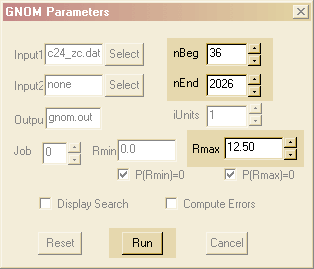 GNOM Parameters
Input1 c24_zc.dat Select nBeg 36
Input2 none Select nEnd 2026
Outpu gnom.out iUnits 1
Job 0 Rmin 0.0 Rmax 12.50
P(Rmin)=0 P(Rmax)=0
Display Search Compute Errors
Reset Run Cancel